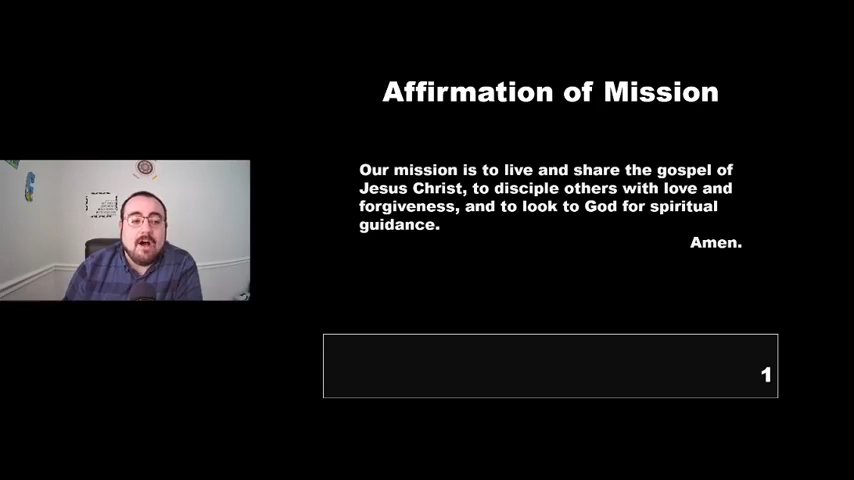 Affirmation of Mission
Our mission is to live and share the gospel of
Jesus Christ, to disciple others with love and
forgiveness, and to look to God for spiritual
guidance.
Amen.
1